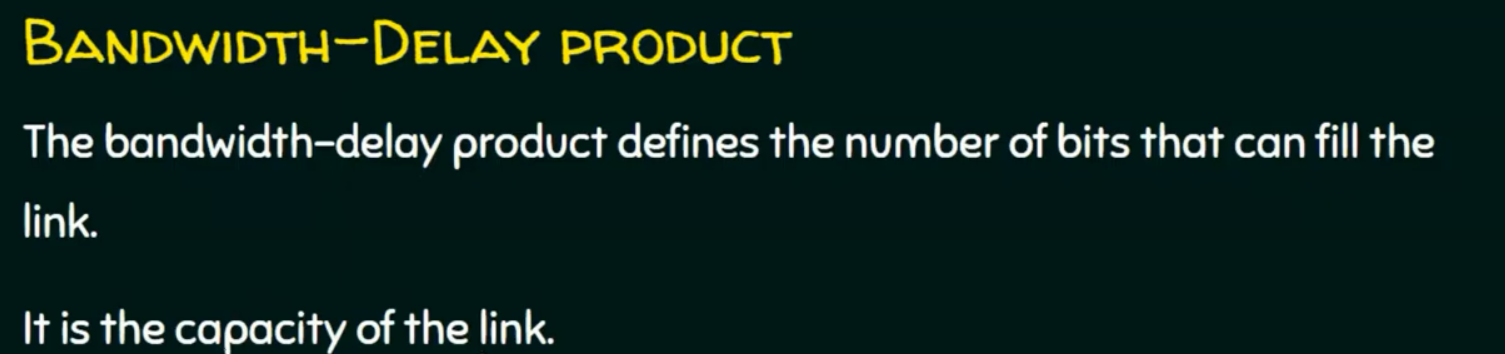 BANDWIDTH-DELAY PRODUCT
The bandwidth-delay product defines the number of bits that can fill the
link.
It is the capacity of the link.